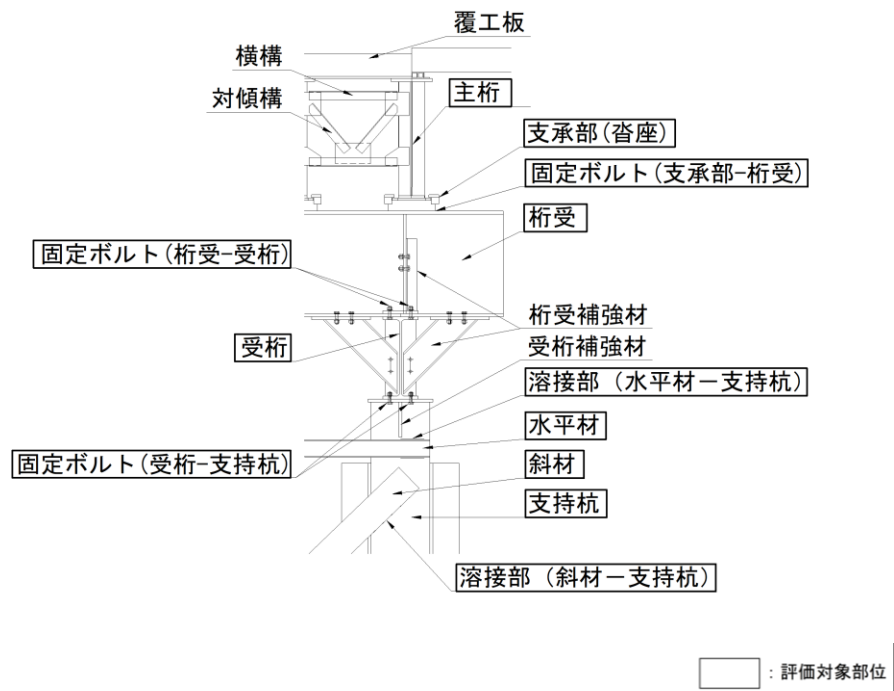 覆工板
横構
対傾構
主桁
支承部(沓座)
固定ボルト(支承部-桁受)
桁受
固定ボルト(桁受-受桁)
桁受補強材
受桁
受桁補強材
溶接部（水平材－支持杭）
水平材
固定ボルト(受桁-支持杭)
斜材
支持杭
溶接部（斜材－支持杭）
：評価対象部位